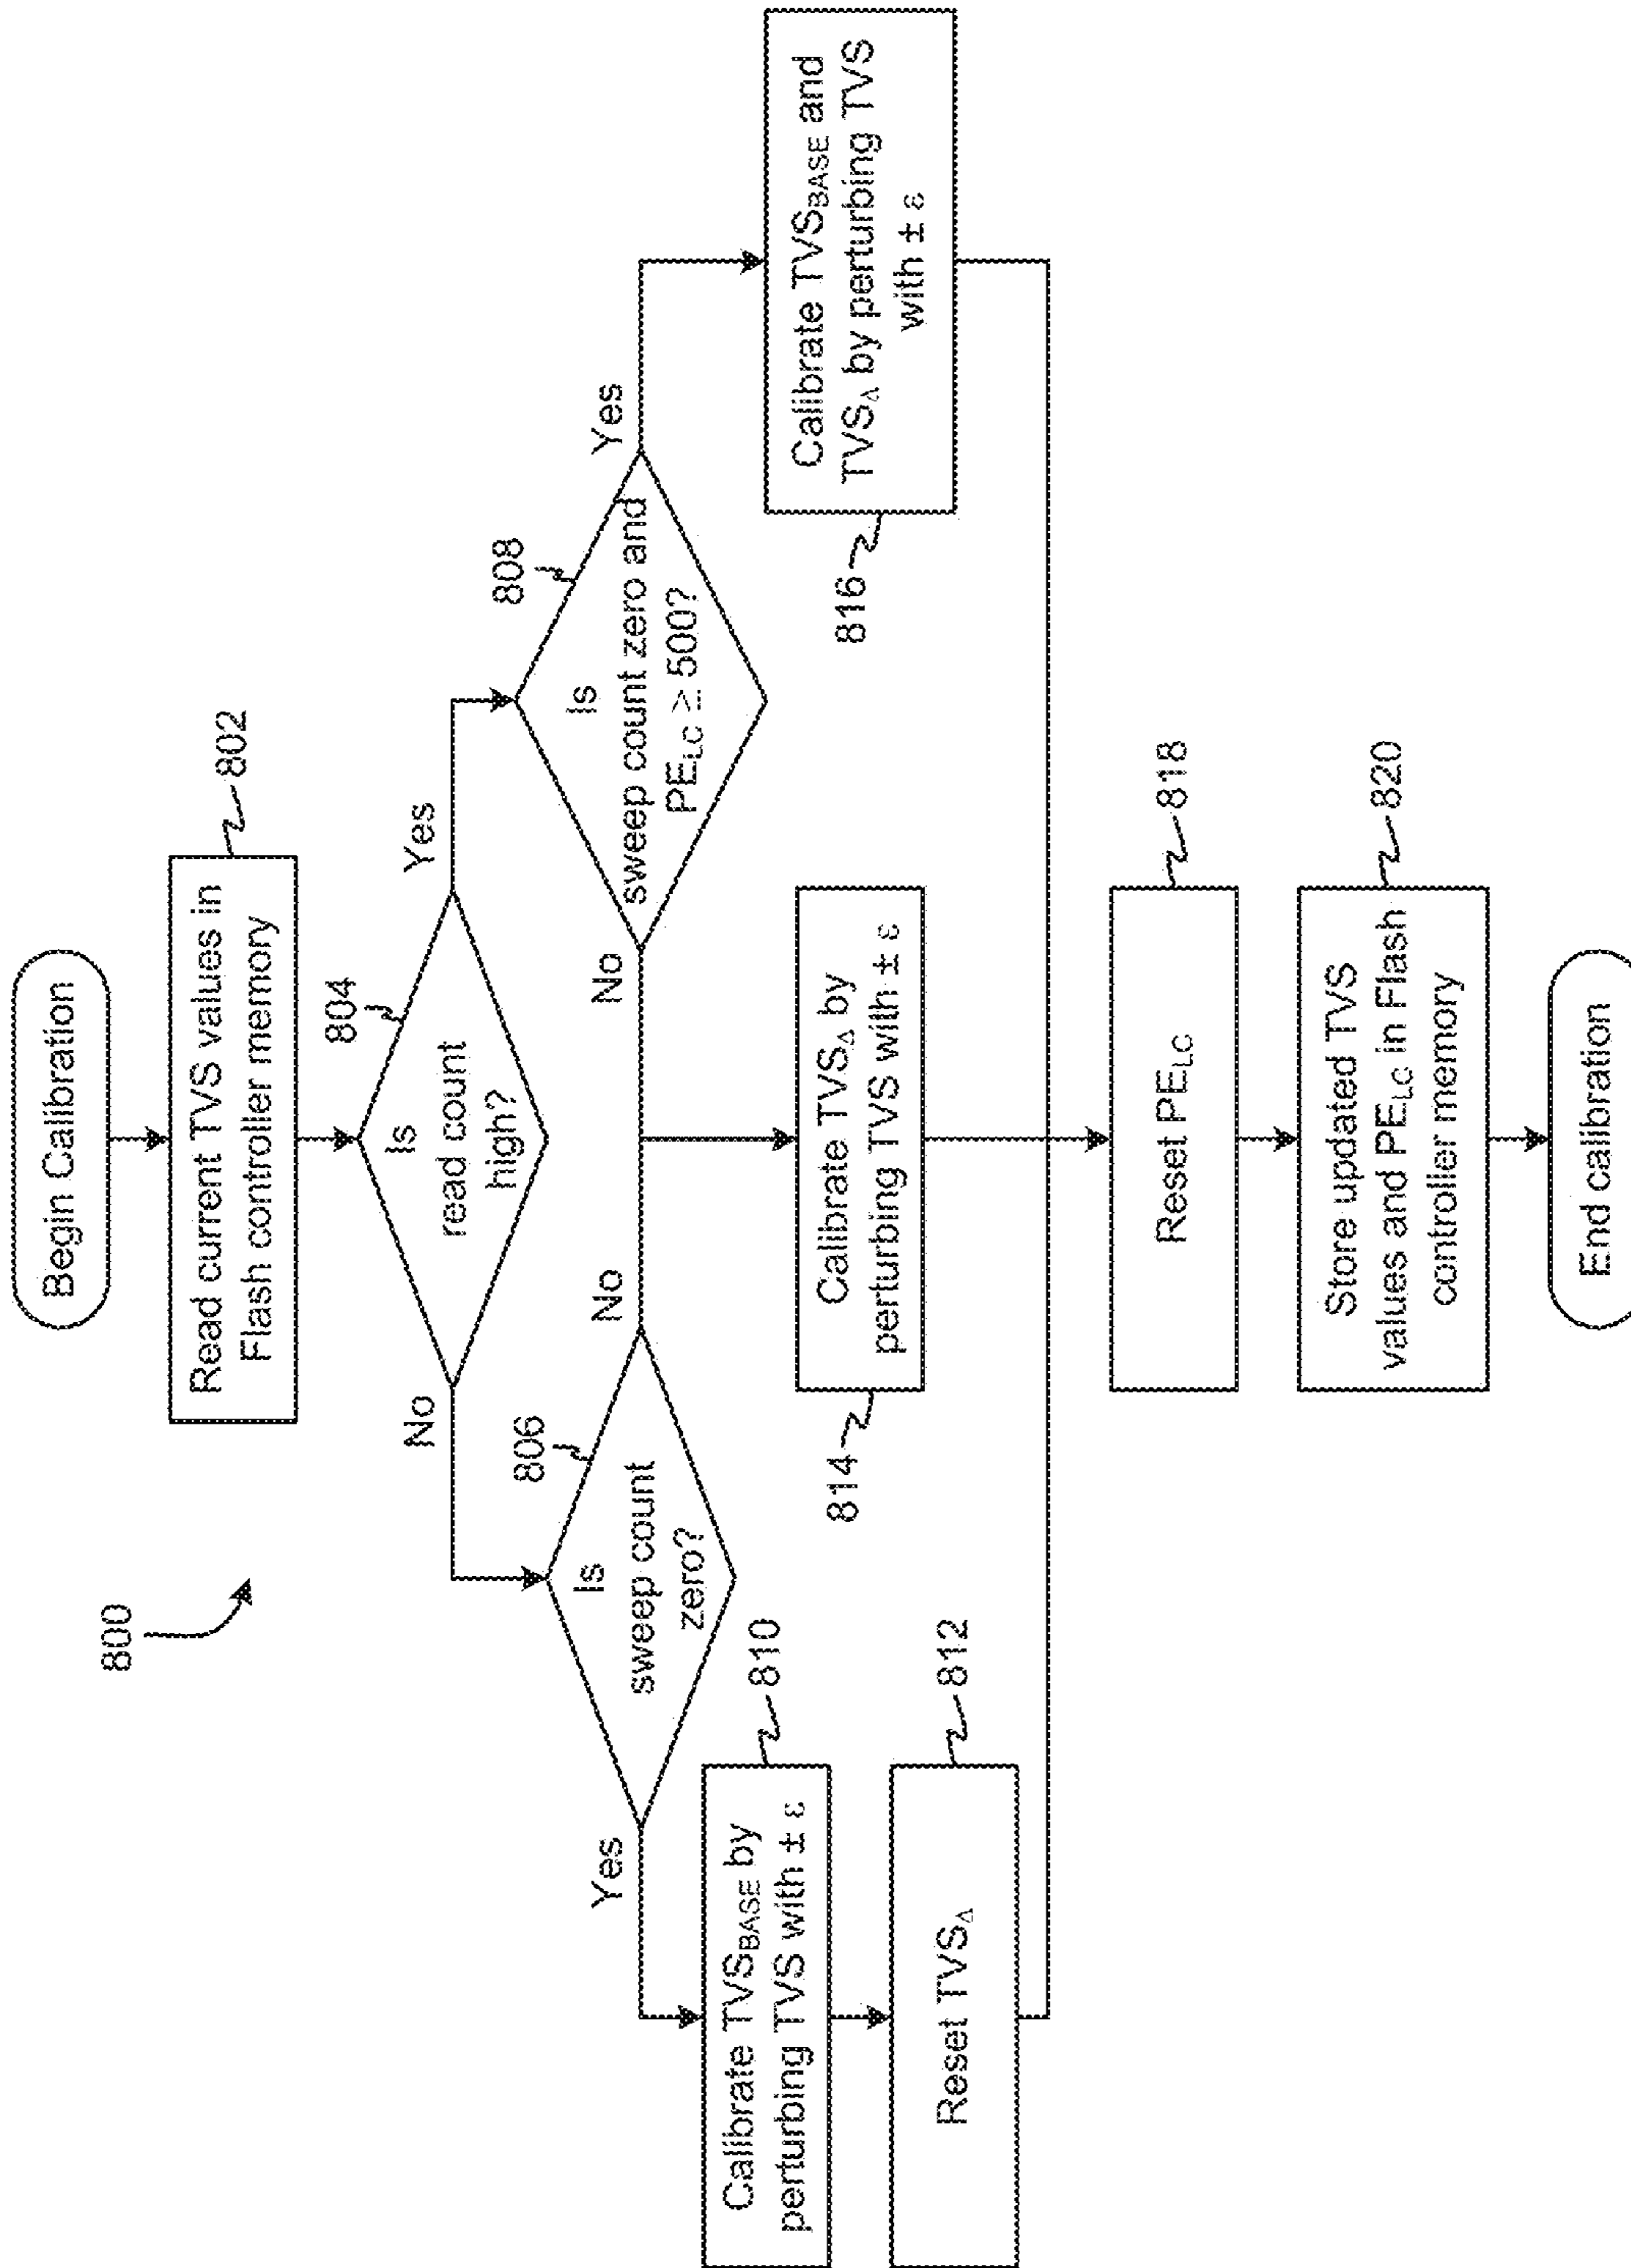 800
Begin Calibration
Read current TVS values in
Flash controller memory
802
804
Is
read count
high?
No
Yes
806
Is
sweep count
zero?
Yes
No
808
Is
sweep count zero and
PE_LC ≥ 500?
No
Yes
Calibrate TVS_BASE by
perturbing TVS with ± ε
810
Reset TVS_Δ
812
Calibrate TVS_Δ by
perturbing TVS with ± ε
814
Calibrate TVS_BASE and
TVS_Δ by perturbing TVS
with ± ε
816
Reset PE_LC
818
Store updated TVS
values and PE_LC in Flash
controller memory
820
End calibration